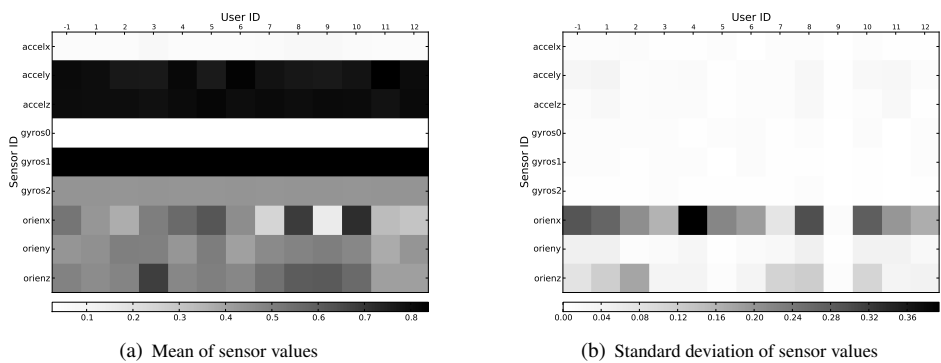 User ID
-1 1 2 3 4 5 6 7 8 9 10 11 12
Sensor ID
accelx
accely
accelz
gyros0
gyros1
gyros2
orienx
orieny
orienz
0.1 0.2 0.3 0.4 0.5 0.6 0.7 0.8
(a) Mean of sensor values
User ID
-1 1 2 3 4 5 6 7 8 9 10 11 12
Sensor ID
accelx
accely
accelz
gyros0
gyros1
gyros2
orienx
orieny
orienz
0.00 0.04 0.08 0.12 0.16 0.20 0.24 0.28 0.32 0.36
(b) Standard deviation of sensor values